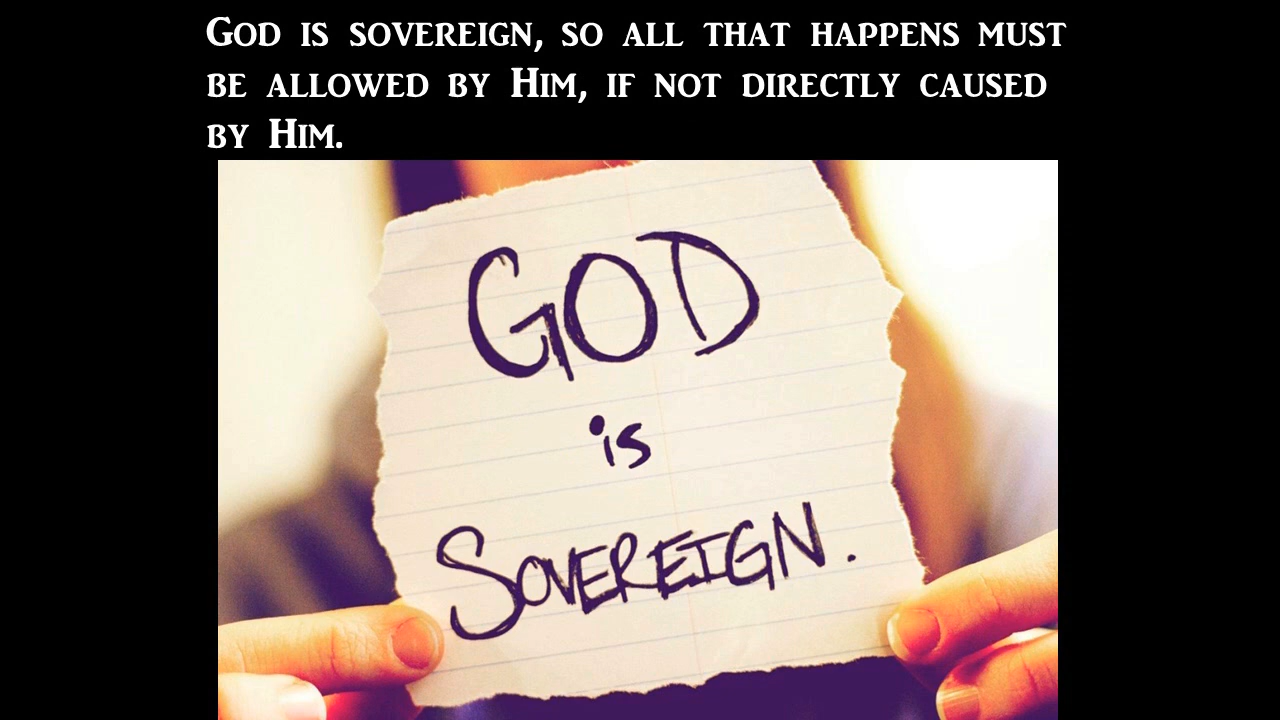 God is sovereign, so all that happens must
be allowed by Him, if not directly caused
by Him.
GOD
is
SOVEREIGN.